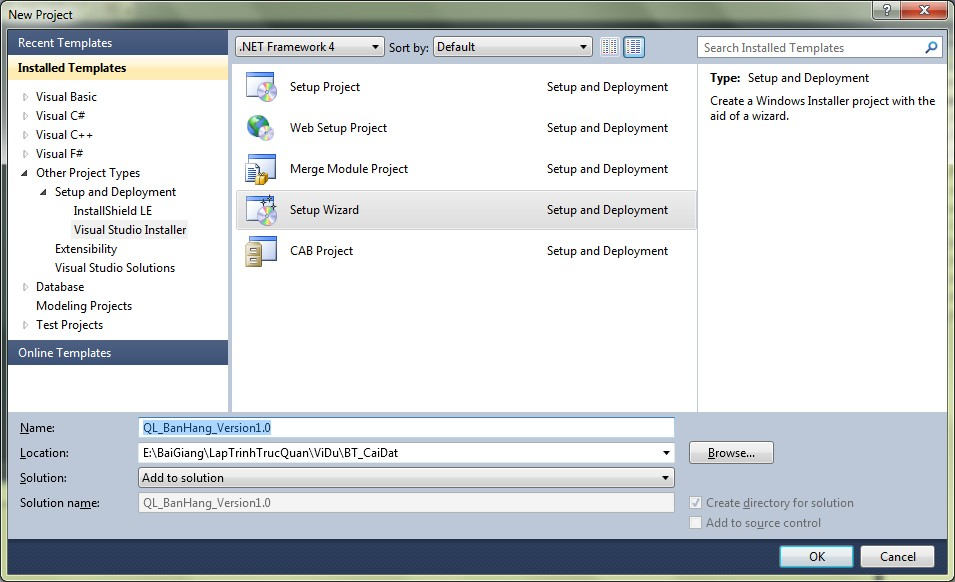 New Project
?
Recent Templates
Installed Templates
Visual Basic
Visual C#
Visual C++
Visual F#
Other Project Types
Setup and Deployment
InstallShield LE
Visual Studio Installer
Extensibility
Visual Studio Solutions
Database
Modeling Projects
Test Projects
Online Templates
.NET Framework 4 Sort by: Default
Setup Project Setup and Deployment
Web Setup Project Setup and Deployment
Merge Module Project Setup and Deployment
Setup Wizard Setup and Deployment
CAB Project Setup and Deployment
Search Installed Templates
Type: Setup and Deployment
Create a Windows Installer project with the
aid of a wizard.
Name: QL_BanHang_Version1.0
Location: E:\BaiGiang\LapTrinhTrucQuan\ViDu\BT_CaiDat Browse...
Solution: Add to solution
Solution name: QL_BanHang_Version1.0 Create directory for solution
Add to source control
OK Cancel